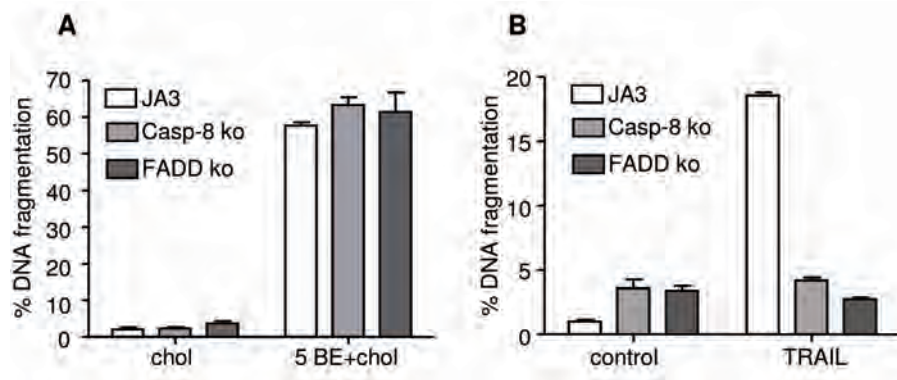 A
% DNA fragmentation
70
60
50
40
30
20
10
0
JA3
Casp-8 ko
FADD ko
chol
5 BE+chol
B
% DNA fragmentation
20
15
10
5
0
JA3
Casp-8 ko
FADD ko
control
TRAIL